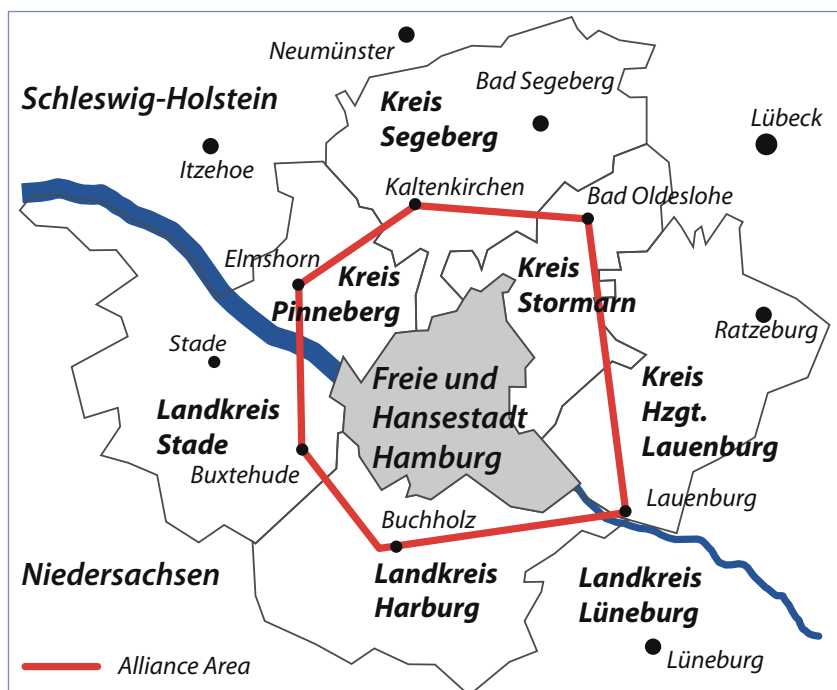 Neumünster
Schleswig-Holstein
Kreis
Segeberg
Bad Segeberg
Lübeck
Itzehoe
Kaltenkirchen
Bad Oldeslohe
Elmshorn
Kreis
Pinneberg
Kreis
Stormarn
Ratzeburg
Stade
Freie und
Hansestadt
Hamburg
Kreis
Hzgt.
Lauenburg
Landkreis
Stade
Buxtehude
Lauenburg
Buchholz
Niedersachsen
Landkreis
Harburg
Landkreis
Lüneburg
Alliance Area
Lüneburg